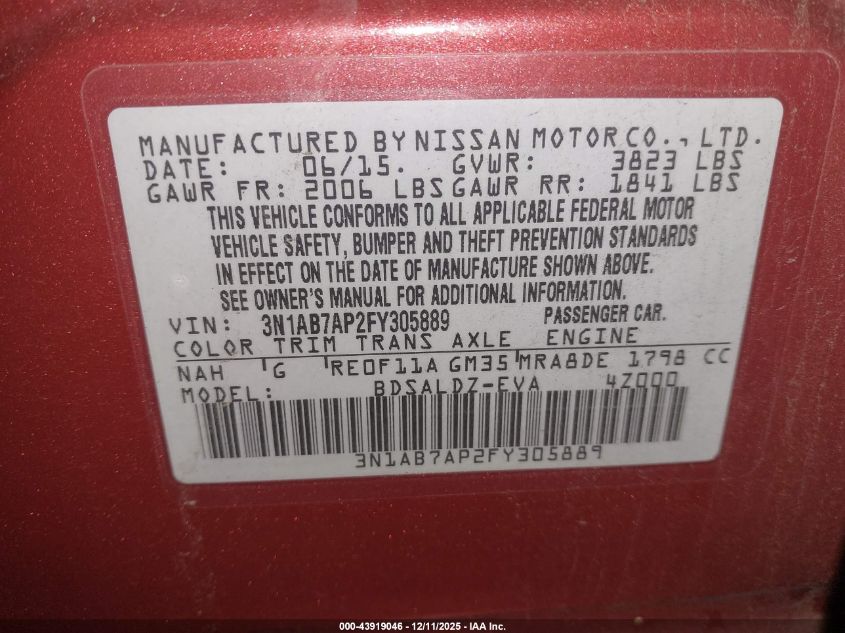 MANUFACTURED BY NISSAN MOTOR CO., LTD.
DATE: 06/15. GVWR: 3823 LBS
GAWR FR: 2006 LBS GAWR RR: 1841 LBS
THIS VEHICLE CONFORMS TO ALL APPLICABLE FEDERAL MOTOR
VEHICLE SAFETY, BUMPER AND THEFT PREVENTION STANDARDS
IN EFFECT ON THE DATE OF MANUFACTURE SHOWN ABOVE.
SEE OWNER'S MANUAL FOR ADDITIONAL INFORMATION.
VIN: 3N1AB7AP2FY305889 PASSENGER CAR.
COLOR TRIM TRANS AXLE ENGINE
NAH G RE0F11A GM35 MRA8DE 1798 CC
MODEL: BDSALDZ-EVA 4Z000
3N1AB7AP2FY305889
000-43919046 - 12/11/2025 - IAA Inc.